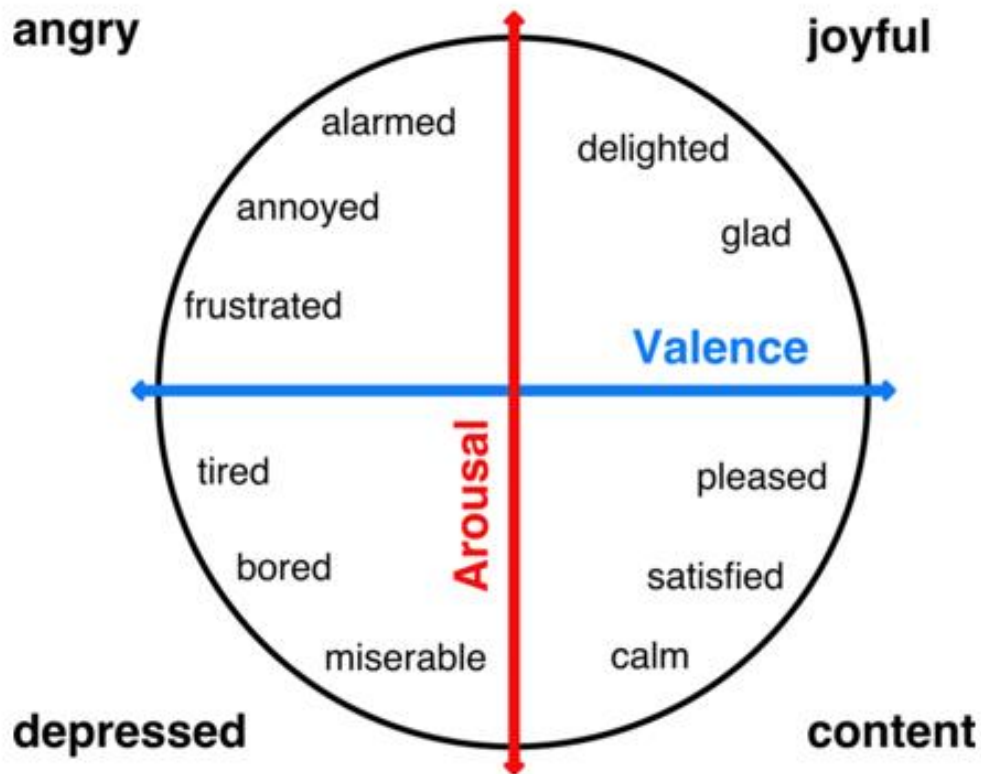 angry
joyful
alarmed
delighted
annoyed
glad
frustrated
Valence
Arousal
tired
pleased
bored
satisfied
miserable
calm
depressed
content